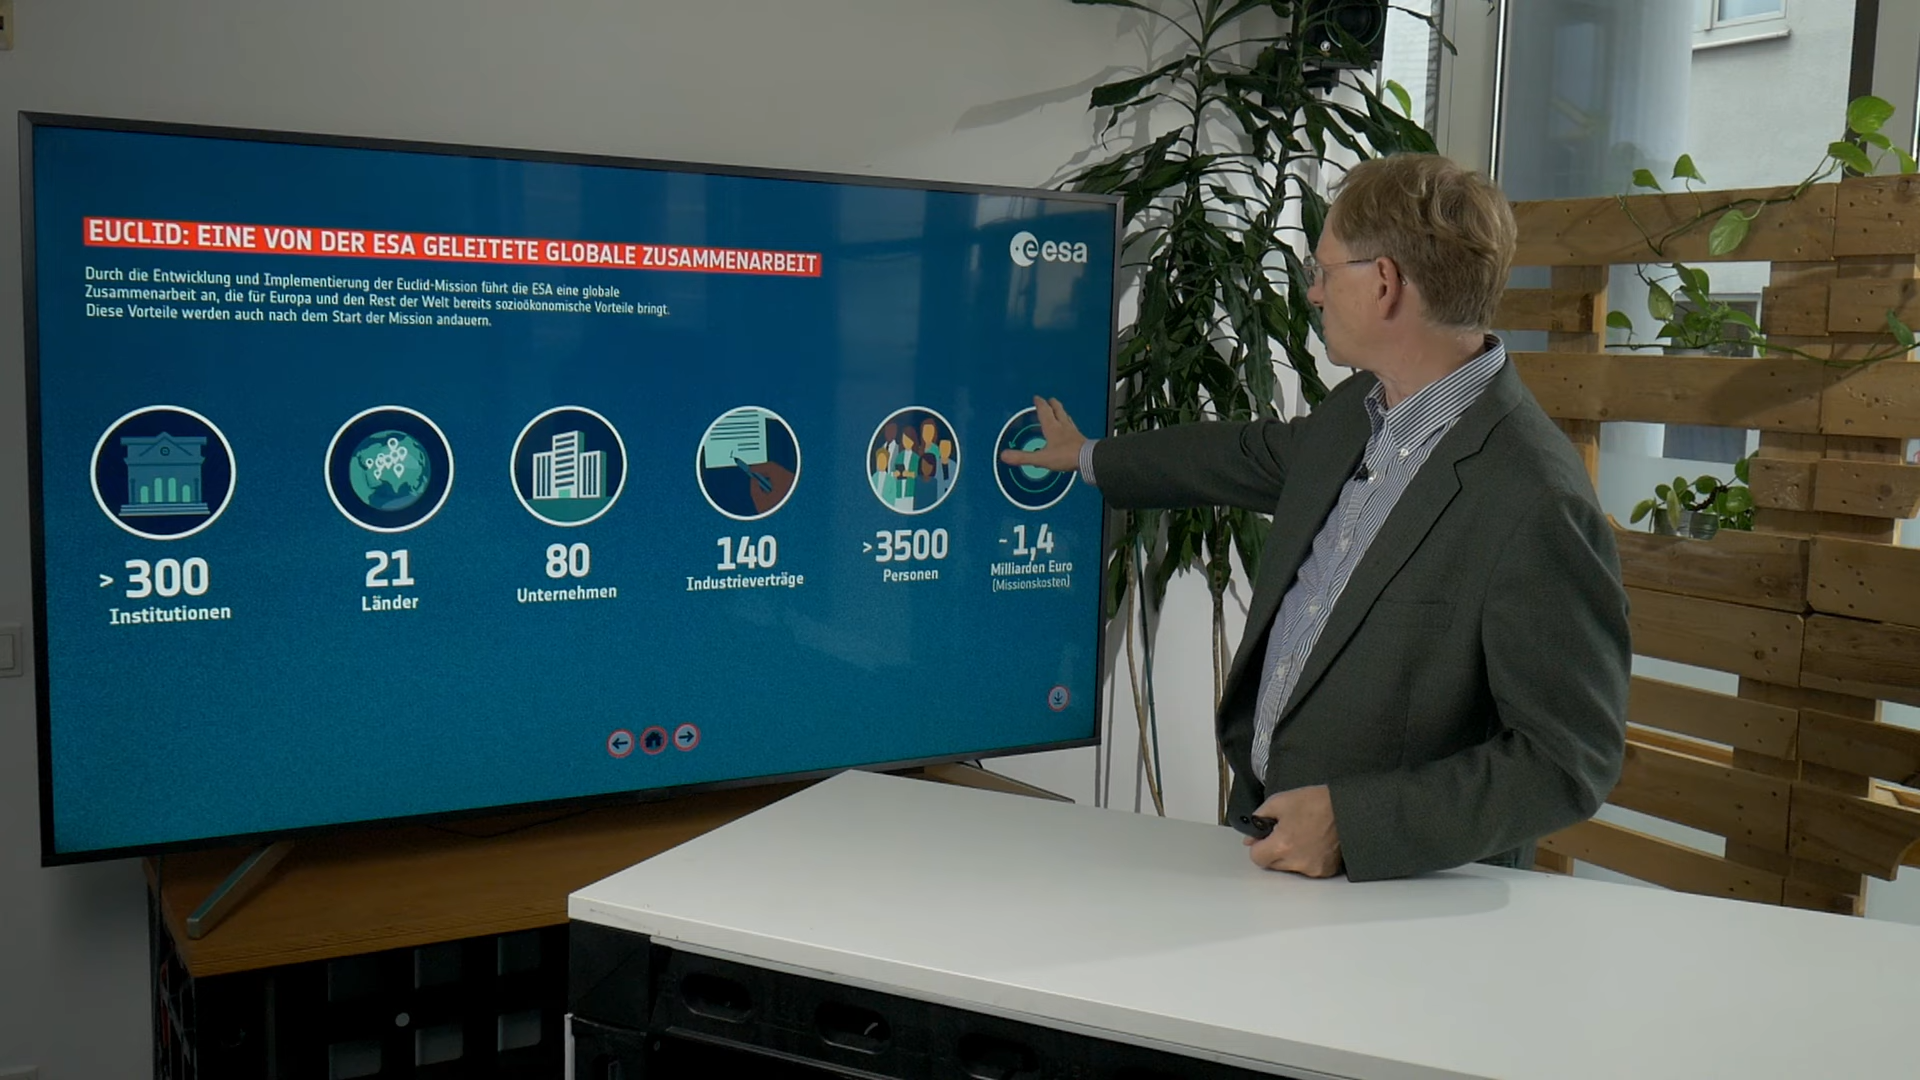 EUCLID: EINE VON DER ESA GELEITETE GLOBALE ZUSAMMENARBEIT
esa
Durch die Entwicklung und Implementierung der Euclid-Mission führt die ESA eine globale
Zusammenarbeit an, die für Europa und den Rest der Welt bereits sozioökonomische Vorteile bringt.
Diese Vorteile werden auch nach dem Start der Mission andauern.
> 300
Institutionen
21
Länder
80
Unternehmen
140
Industrieverträge
>3500
Personen
~1,4
Milliarden Euro
(Missionskosten)